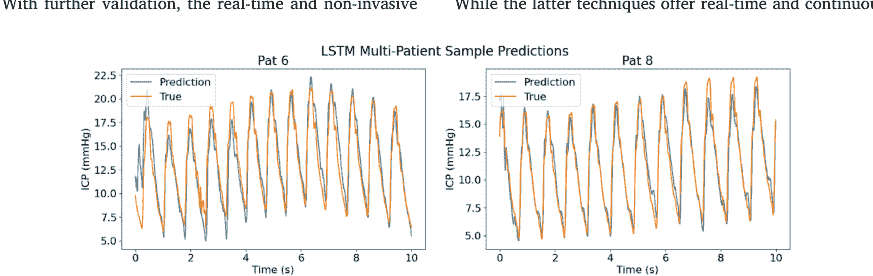 With further validation, the real-time and non-invasive
While the latter techniques offer real-time and continuou
LSTM Multi-Patient Sample Predictions
Pat 6
Prediction
True
22.5
20.0
17.5
15.0
12.5
10.0
7.5
5.0
ICP (mmHg)
0 2 4 6 8 10
Time (s)
Pat 8
Prediction
True
17.5
15.0
12.5
10.0
7.5
5.0
ICP (mmHg)
0 2 4 6 8 10
Time (s)